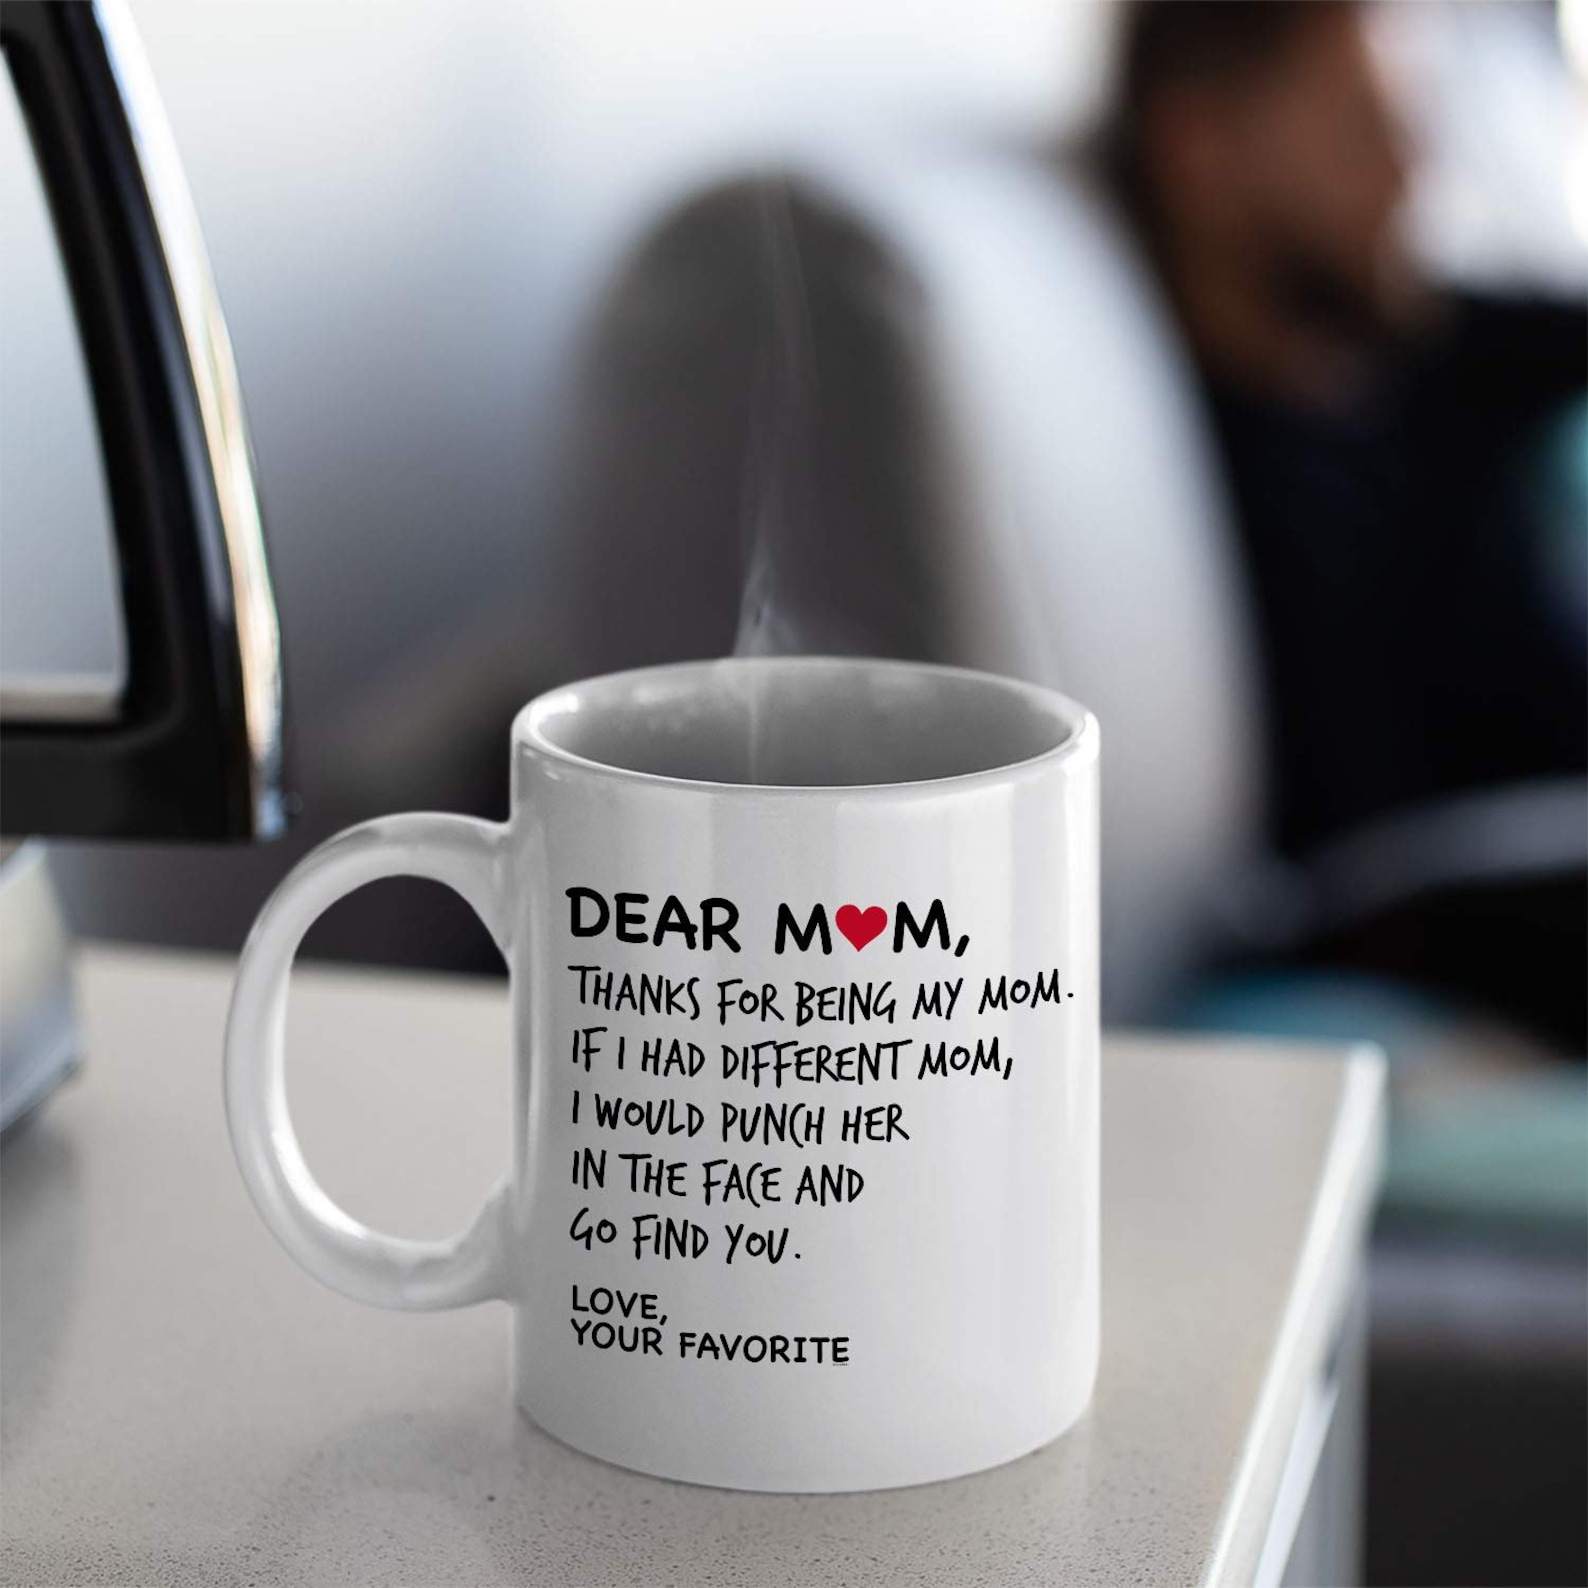 DEAR M♥M,
THANKS FOR BEING MY MOM.
IF I HAD DIFFERENT MOM,
I WOULD PUNCH HER
IN THE FACE AND
GO FIND YOU.
LOVE,
YOUR FAVORITE